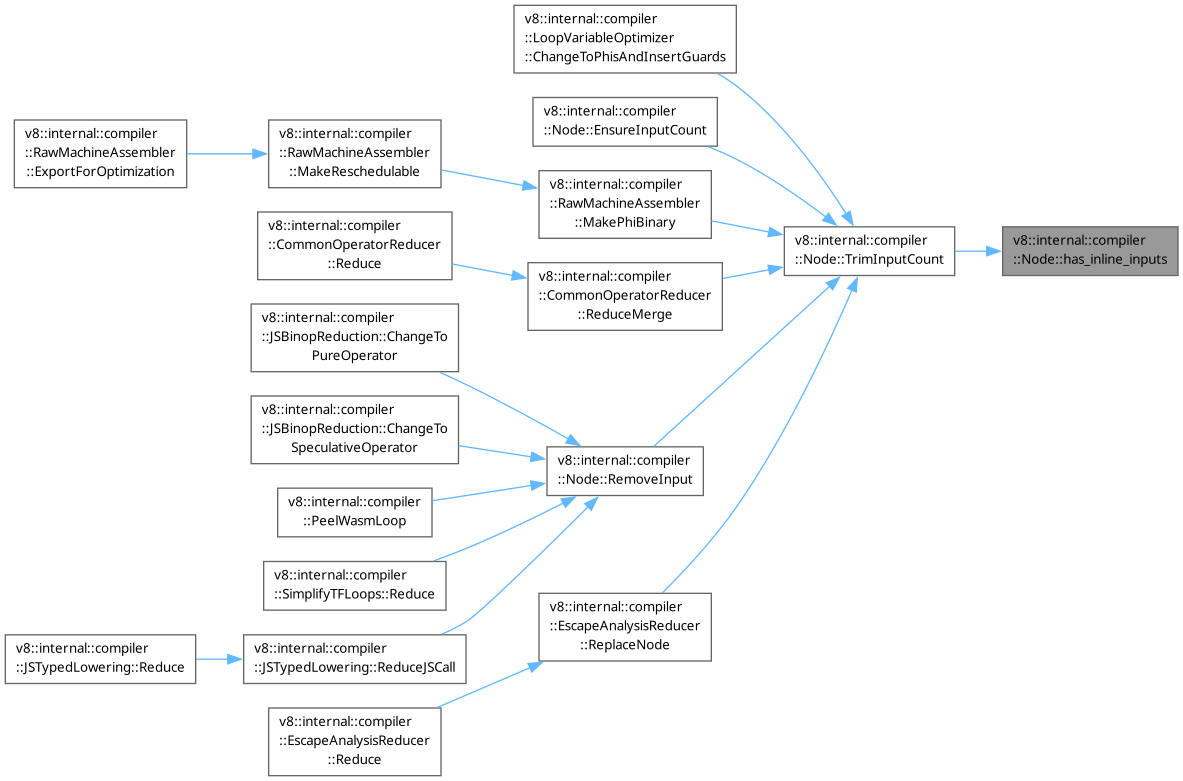 v8::internal::compiler
::LoopVariableOptimizer
::ChangeToPhisAndInsertGuards
v8::internal::compiler
::Node::EnsureInputCount
v8::internal::compiler
::RawMachineAssembler
::ExportForOptimization
v8::internal::compiler
::RawMachineAssembler
::MakeReschedulable
v8::internal::compiler
::RawMachineAssembler
::MakePhiBinary
v8::internal::compiler
::CommonOperatorReducer
::Reduce
v8::internal::compiler
::Node::TrimInputCount
v8::internal::compiler
::Node::has_inline_inputs
v8::internal::compiler
::CommonOperatorReducer
::ReduceMerge
v8::internal::compiler
::JSBinopReduction::ChangeTo
PureOperator
v8::internal::compiler
::JSBinopReduction::ChangeTo
SpeculativeOperator
v8::internal::compiler
::Node::RemoveInput
v8::internal::compiler
::PeelWasmLoop
v8::internal::compiler
::SimplifyTFLoops::Reduce
v8::internal::compiler
::EscapeAnalysisReducer
::ReplaceNode
v8::internal::compiler
::JSTypedLowering::Reduce
v8::internal::compiler
::JSTypedLowering::ReduceJSCall
v8::internal::compiler
::EscapeAnalysisReducer
::Reduce